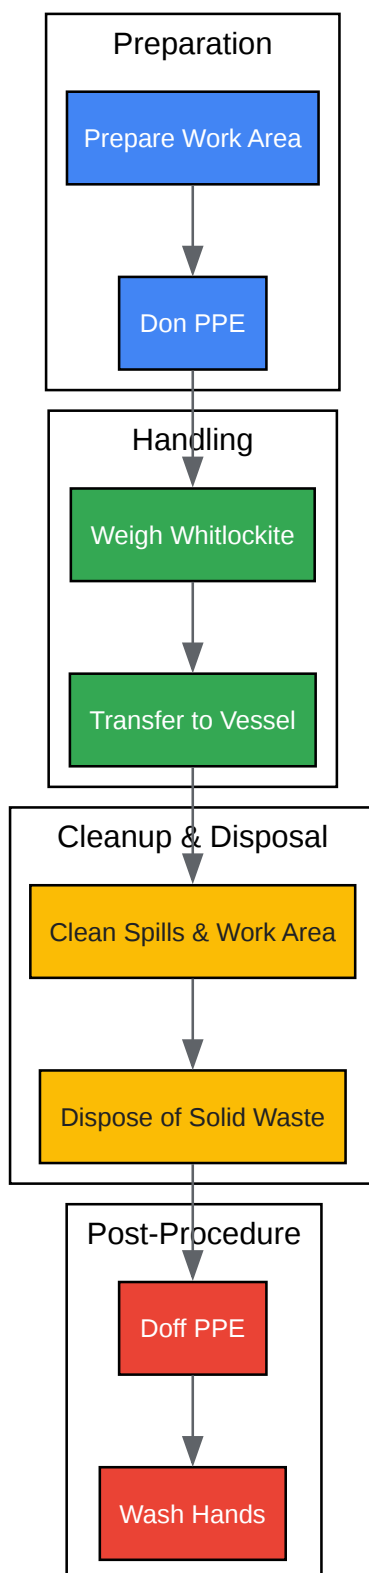 Preparation
Prepare Work Area
Don PPE
Handling
Weigh Whitlockite
Transfer to Vessel
Cleanup & Disposal
Clean Spills & Work Area
Dispose of Solid Waste
Post-Procedure
Doff PPE
Wash Hands